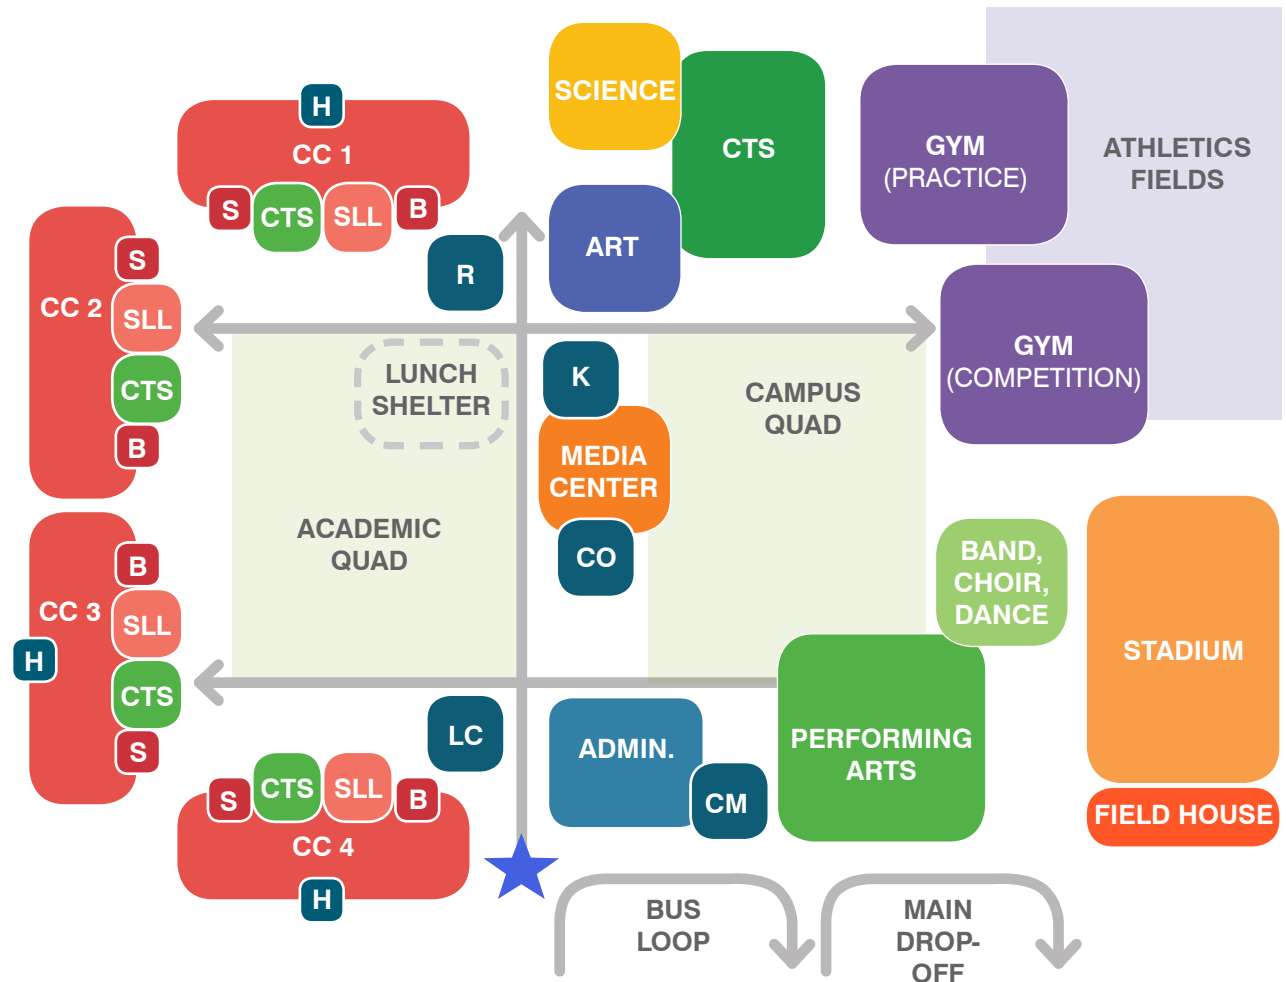 SCIENCE
CTS
GYM
(PRACTICE)
ATHLETICS
FIELDS
H
CC 1
S
CTS
SLL
B
R
ART
CC 2
S
SLL
CTS
B
LUNCH
SHELTER
K
CAMPUS
QUAD
GYM
(COMPETITION)
MEDIA
CENTER
CO
ACADEMIC
QUAD
CC 3
B
SLL
H
CTS
S
BAND,
CHOIR,
DANCE
STADIUM
LC
ADMIN.
CM
PERFORMING
ARTS
FIELD HOUSE
S
CTS
SLL
B
CC 4
H
BUS
LOOP
MAIN
DROP-
OFF